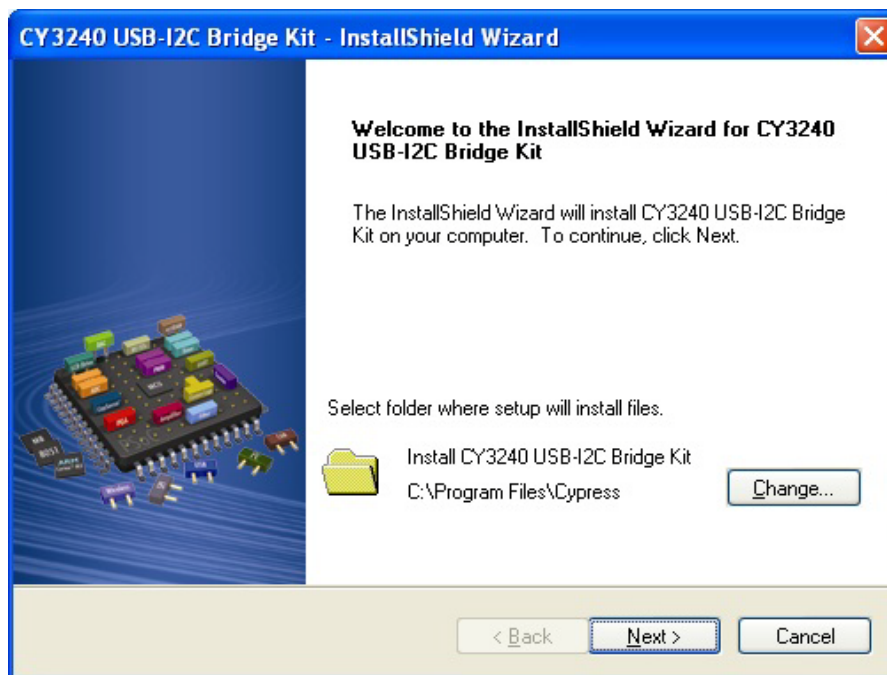 CY3240 USB-I2C Bridge Kit - InstallShield Wizard
Welcome to the InstallShield Wizard for CY3240
USB-I2C Bridge Kit
The InstallShield Wizard will install CY3240 USB-I2C Bridge
Kit on your computer. To continue, click Next.
Select folder where setup will install files.
Install CY3240 USB-I2C Bridge Kit
C:\Program Files\Cypress
Change...
< Back
Next >
Cancel